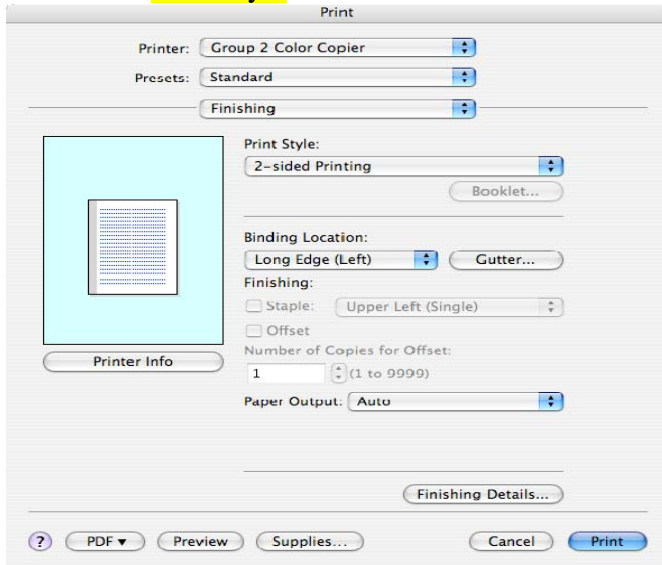 Print
Printer: Group 2 Color Copier
Presets: Standard
Finishing
Print Style:
2-sided Printing
Booklet...
Binding Location:
Long Edge (Left) Gutter...
Finishing:
Staple: Upper Left (Single)
Offset
Printer Info
Number of Copies for Offset:
1 (1 to 9999)
Paper Output: Auto
Finishing Details...
? PDF▼ Preview Supplies... Cancel Print